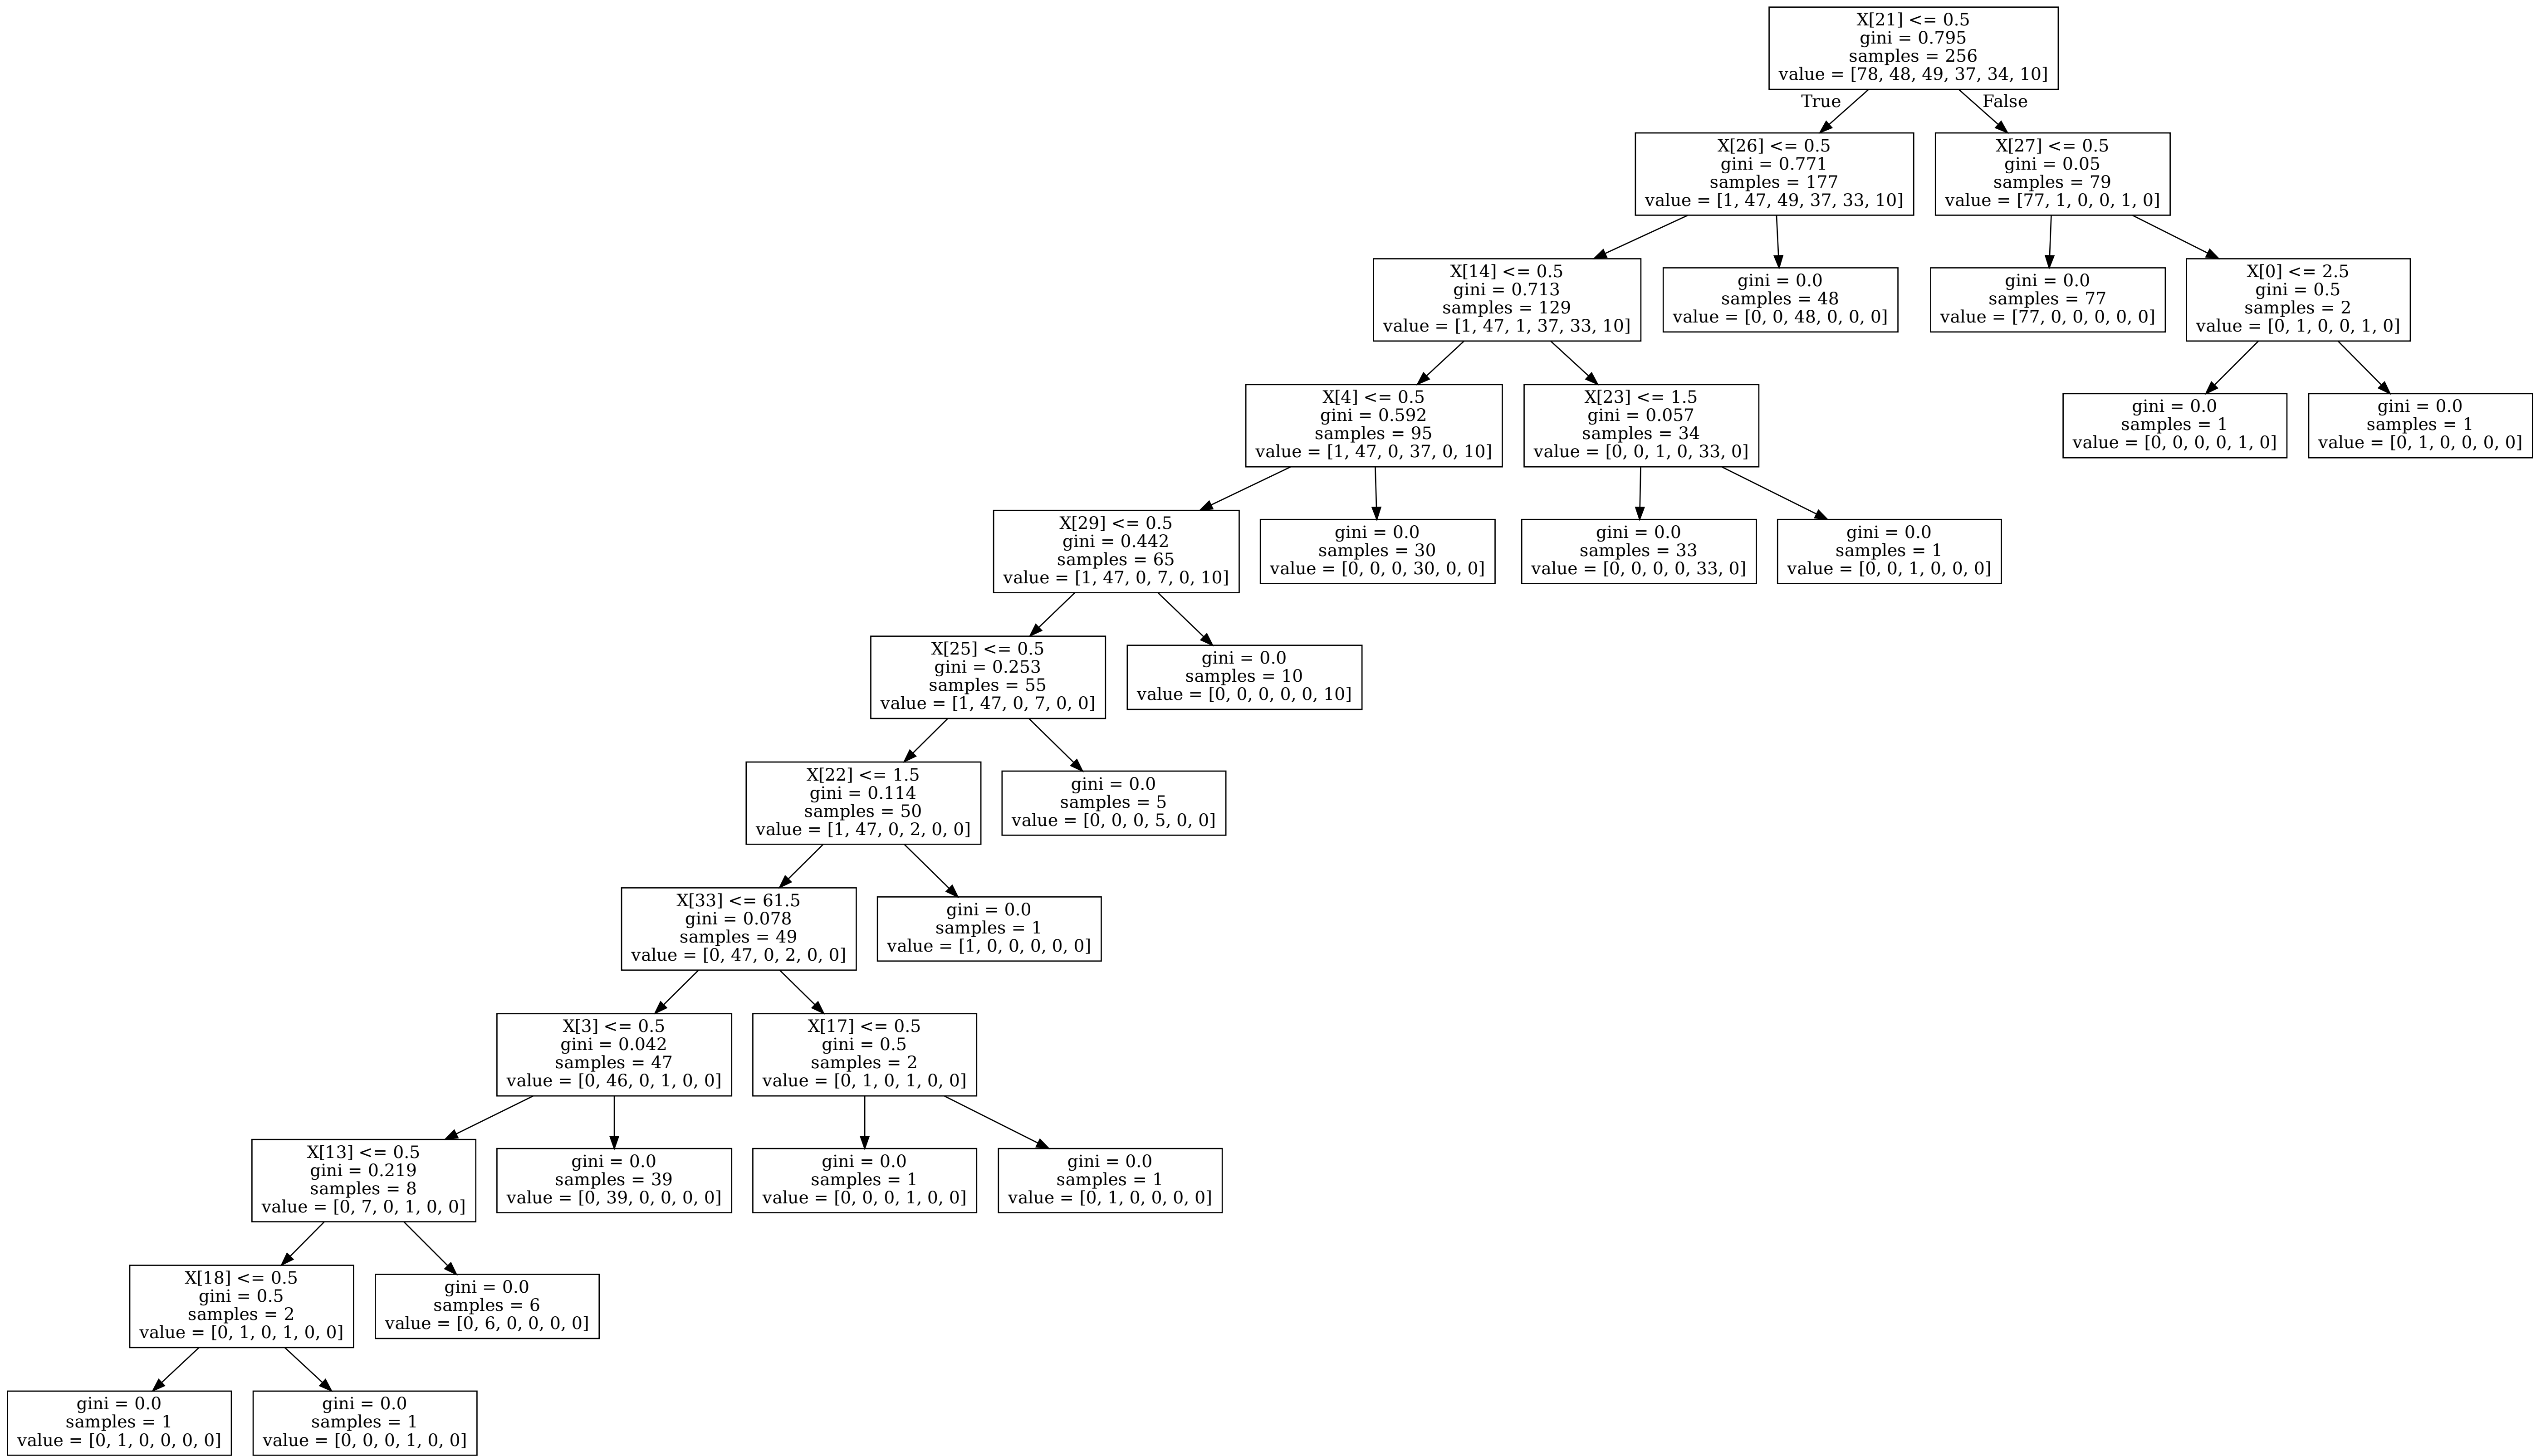 X[21] <= 0.5
gini = 0.795
samples = 256
value = [78, 48, 49, 37, 34, 10]
True
False
X[26] <= 0.5
gini = 0.771
samples = 177
value = [1, 47, 49, 37, 33, 10]
X[27] <= 0.5
gini = 0.05
samples = 79
value = [77, 1, 0, 0, 1, 0]
X[14] <= 0.5
gini = 0.713
samples = 129
value = [1, 47, 1, 37, 33, 10]
gini = 0.0
samples = 48
value = [0, 0, 48, 0, 0, 0]
gini = 0.0
samples = 77
value = [77, 0, 0, 0, 0, 0]
X[0] <= 2.5
gini = 0.5
samples = 2
value = [0, 1, 0, 0, 1, 0]
X[4] <= 0.5
gini = 0.592
samples = 95
value = [1, 47, 0, 37, 0, 10]
X[23] <= 1.5
gini = 0.057
samples = 34
value = [0, 0, 1, 0, 33, 0]
gini = 0.0
samples = 1
value = [0, 0, 0, 0, 1, 0]
gini = 0.0
samples = 1
value = [0, 1, 0, 0, 0, 0]
X[29] <= 0.5
gini = 0.442
samples = 65
value = [1, 47, 0, 7, 0, 10]
gini = 0.0
samples = 30
value = [0, 0, 0, 30, 0, 0]
gini = 0.0
samples = 33
value = [0, 0, 0, 0, 33, 0]
gini = 0.0
samples = 1
value = [0, 0, 1, 0, 0, 0]
X[25] <= 0.5
gini = 0.253
samples = 55
value = [1, 47, 0, 7, 0, 0]
gini = 0.0
samples = 10
value = [0, 0, 0, 0, 0, 10]
X[22] <= 1.5
gini = 0.114
samples = 50
value = [1, 47, 0, 2, 0, 0]
gini = 0.0
samples = 5
value = [0, 0, 0, 5, 0, 0]
X[33] <= 61.5
gini = 0.078
samples = 49
value = [0, 47, 0, 2, 0, 0]
gini = 0.0
samples = 1
value = [1, 0, 0, 0, 0, 0]
X[3] <= 0.5
gini = 0.042
samples = 47
value = [0, 46, 0, 1, 0, 0]
X[17] <= 0.5
gini = 0.5
samples = 2
value = [0, 1, 0, 1, 0, 0]
X[13] <= 0.5
gini = 0.219
samples = 8
value = [0, 7, 0, 1, 0, 0]
gini = 0.0
samples = 39
value = [0, 39, 0, 0, 0, 0]
gini = 0.0
samples = 1
value = [0, 0, 0, 1, 0, 0]
gini = 0.0
samples = 1
value = [0, 1, 0, 0, 0, 0]
X[18] <= 0.5
gini = 0.5
samples = 2
value = [0, 1, 0, 1, 0, 0]
gini = 0.0
samples = 6
value = [0, 6, 0, 0, 0, 0]
gini = 0.0
samples = 1
value = [0, 1, 0, 0, 0, 0]
gini = 0.0
samples = 1
value = [0, 0, 0, 1, 0, 0]